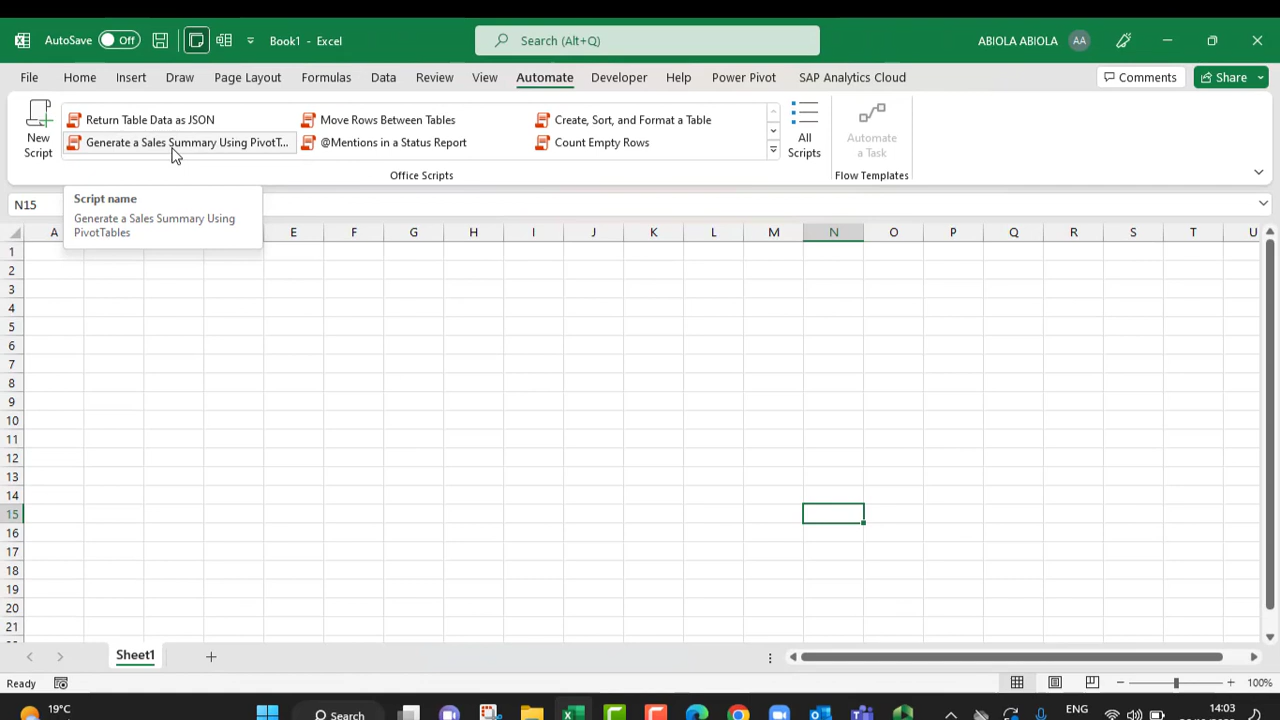 AutoSave Off Book1 - Excel Search (Alt+Q) ABIOLA ABIOLA AA
File Home Insert Draw Page Layout Formulas Data Review View Automate Developer Help Power Pivot SAP Analytics Cloud Comments Share
New Script
Return Table Data as JSON
Move Rows Between Tables
Create, Sort, and Format a Table
Generate a Sales Summary Using PivotT...
@Mentions in a Status Report
Count Empty Rows
All Scripts
Automate a Task
Office Scripts
Flow Templates
N15
Script name
Generate a Sales Summary Using
PivotTables
A E F G H I J K L M N O P Q R S T U
1
2
3
4
5
6
7
8
9
10
11
12
13
14
15
16
17
18
19
20
21
Sheet1
Ready
100%
19°C
Search
ENG
14:03